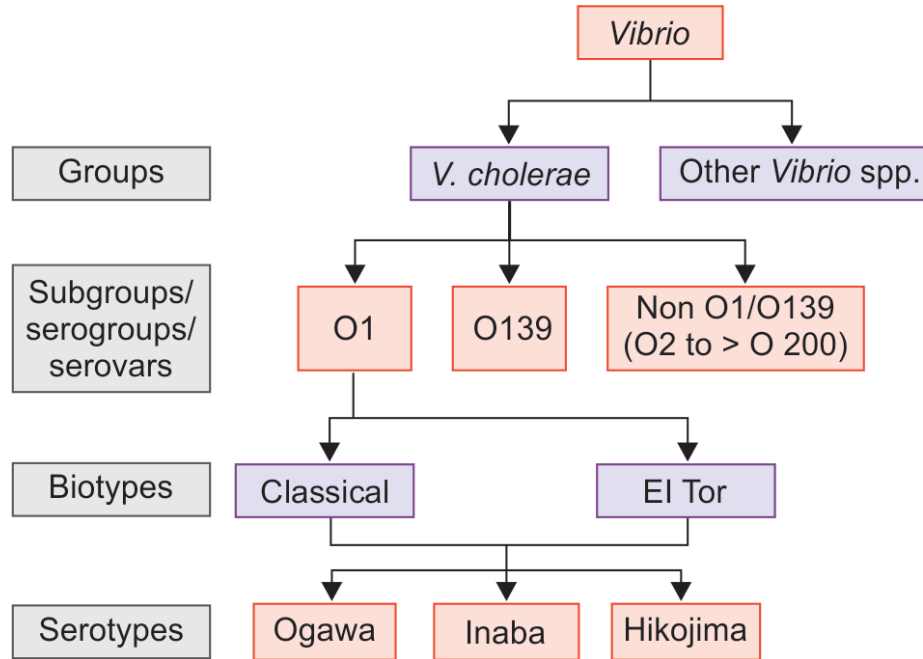 Vibrio
Groups
V. cholerae
Other Vibrio spp.
Subgroups/
serogroups/
serovars
O1
O139
Non O1/O139
(O2 to > O 200)
Biotypes
Classical
El Tor
Serotypes
Ogawa
Inaba
Hikojima